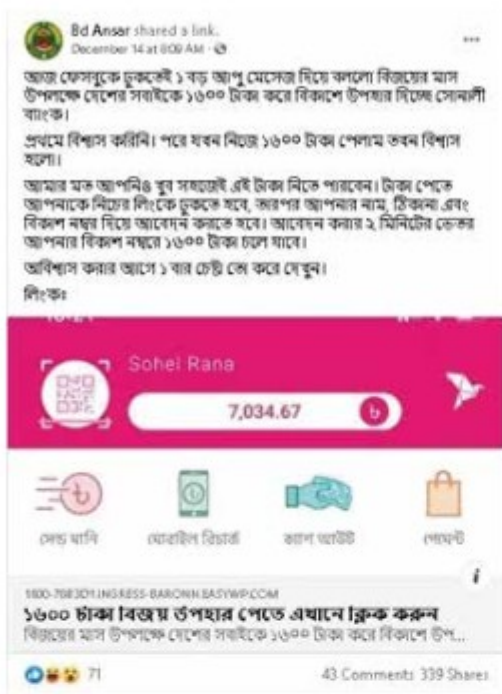 Bd Ansar shared a link.
December 14 at 8:09 AM
আজ ফেসবুকে ঢুকতেই ১ বড় আপু মেসেজ দিয়ে বললো বিজয়ের মাস
উপলক্ষে দেশের সবাইকে ১৬০০ টাকা করে বিকাশে উপহার দিচ্ছে সোনালী
ব্যাংক।
প্রথমে বিশ্বাস করিনি। পরে যখন নিজে ১৬০০ টাকা পেলাম তখন বিশ্বাস
হলো।
আমার মত আপনিও খুব সহজেই এই টাকা নিতে পারবেন। টাকা পেতে
আপনাকে নিচের লিংকে ঢুকতে হবে, তারপর আপনার নাম, ঠিকানা এবং
বিকাশ নম্বর দিয়ে আবেদন করতে হবে। আবেদন করার ২ মিনিটের ভেতর
আপনার বিকাশ নম্বরে ১৬০০ টাকা চলে যাবে।
অবিশ্বাস করার আগে ১ বার চেষ্টা তো করে দেখুন।
লিংকঃ
Sohel Rana
7,034.67 ৳
সেন্ড মানি মোবাইল রিচার্জ ক্যাশ আউট পেমেন্ট
১৬০০ টাকা বিজয় উপহার পেতে এখানে ক্লিক করুন
বিজয়ের মাস উপলক্ষে দেশের সবাইকে ১৬০০ টাকা করে বিকাশে উপ...
71 43 Comments 339 Shares